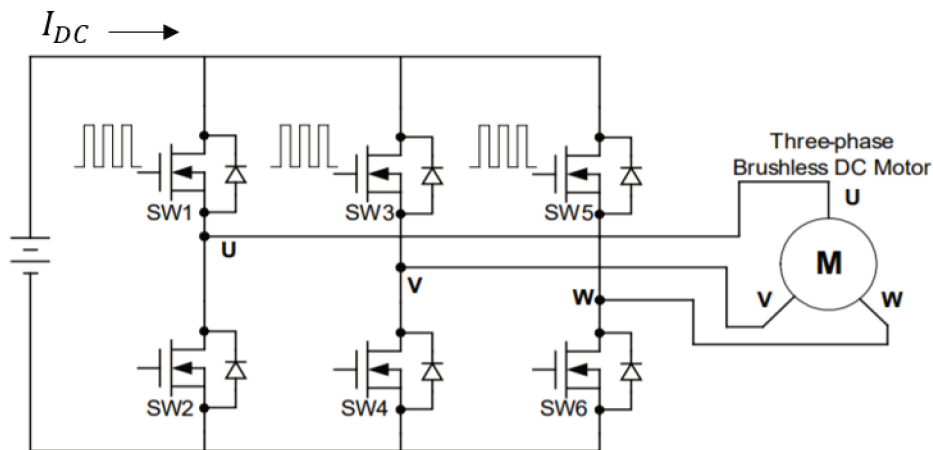 I_DC
Three-phase
Brushless DC Motor
U
SW1
SW3
SW5
U
M
V
W
V
W
SW2
SW4
SW6